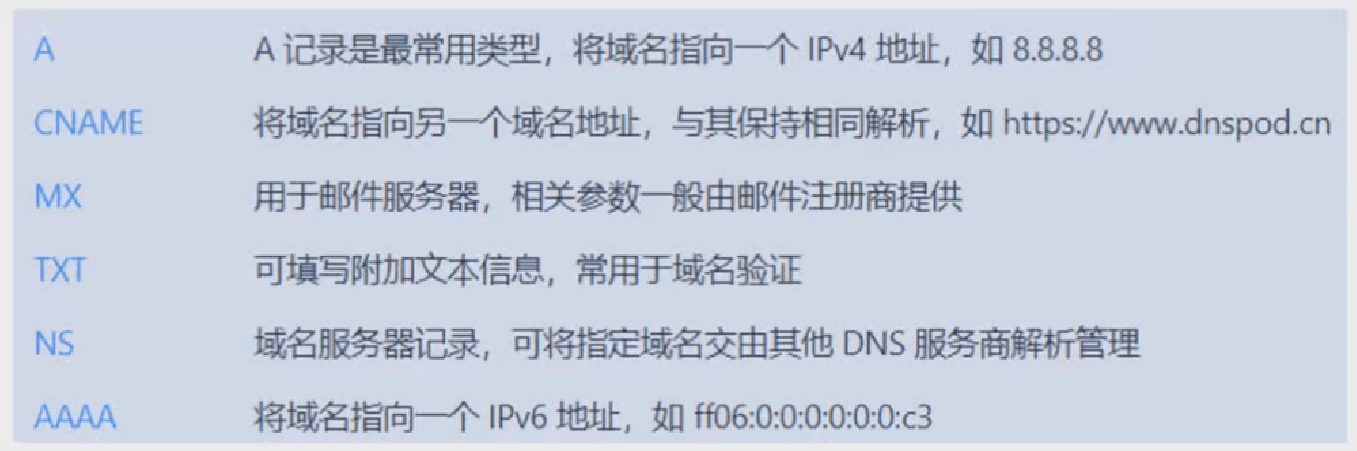 A A 记录是最常用类型，将域名指向一个 IPv4 地址，如 8.8.8.8
CNAME 将域名指向另一个域名地址，与其保持相同解析，如 https://www.dnspod.cn
MX 用于邮件服务器，相关参数一般由邮件注册商提供
TXT 可填写附加文本信息，常用于域名验证
NS 域名服务器记录，可将指定域名交由其他 DNS 服务商解析管理
AAAA 将域名指向一个 IPv6 地址，如 ff06:0:0:0:0:0:0:c3